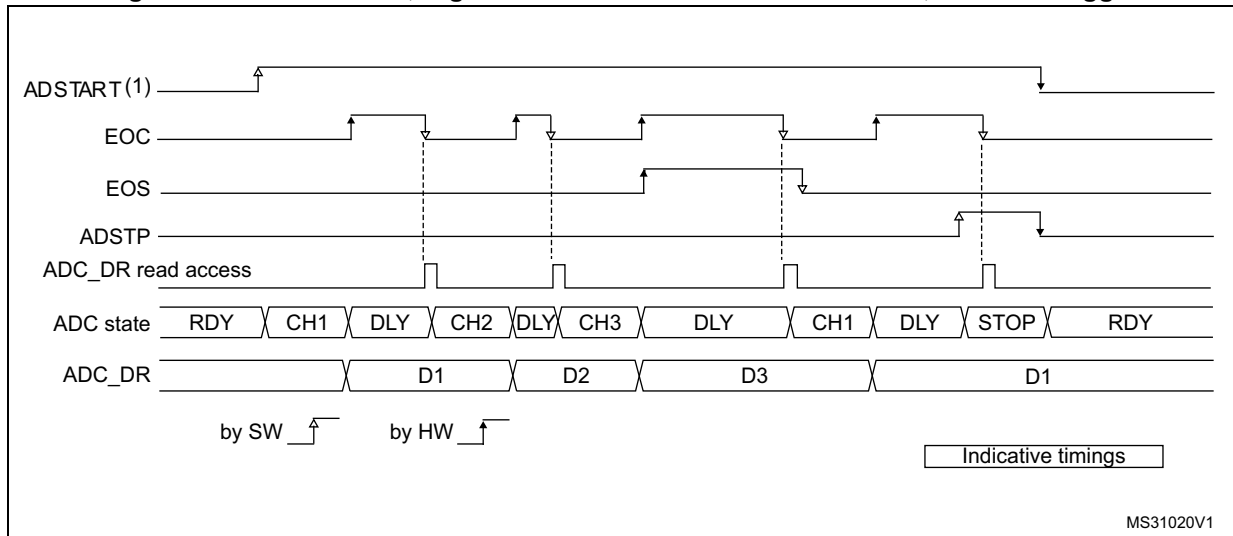 ADSTART(1)
EOC
EOS
ADSTP
ADC_DR read access
ADC state RDY CH1 DLY CH2 DLY CH3 DLY CH1 DLY STOP RDY
ADC_DR D1 D2 D3 D1
by SW by HW
Indicative timings
MS31020V1